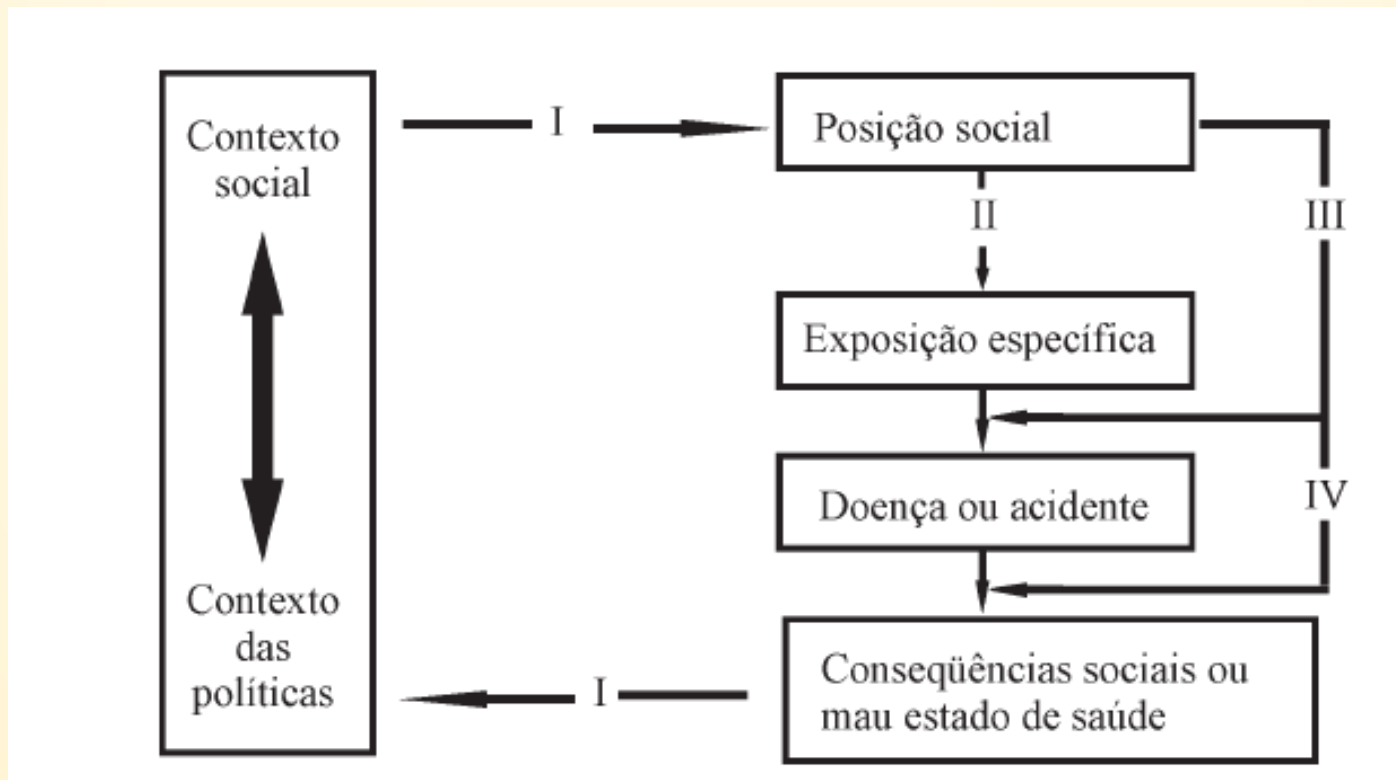 Contexto
social
I
Posição social
II
III
Exposição específica
Doença ou acidente
IV
Contexto
das
políticas
I
Conseqüências sociais ou
mau estado de saúde